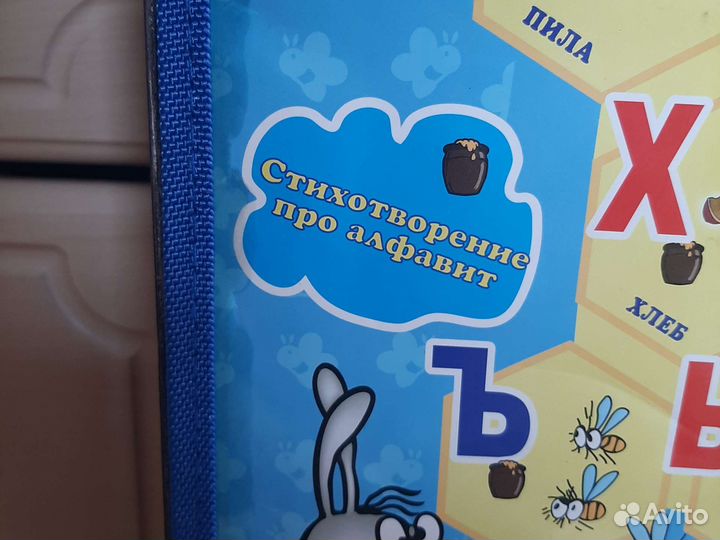 ПИЛА
Х
Стихотворение
про алфавит
ХЛЕБ
Ъ
Avito